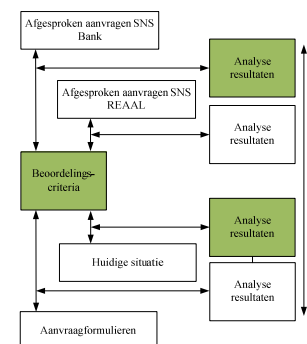 Afgesproken aanvragen SNS
Bank
Analyse
resultaten
Afgesproken aanvragen SNS
REAAL
Analyse
resultaten
Beoordelings-
criteria
Analyse
resultaten
Huidige situatie
Analyse
resultaten
Aanvraagformulieren